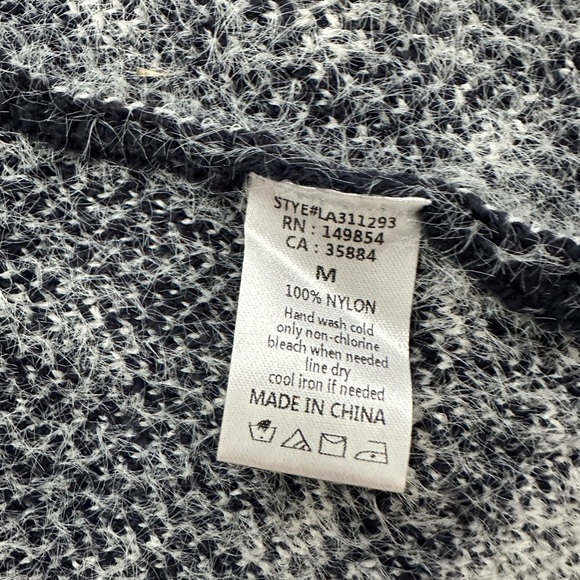 STYE#LA311293
RN : 149854
CA : 35884
M
100% NYLON
Hand wash cold
only non-chlorine
bleach when needed
line dry
cool iron if needed
MADE IN CHINA